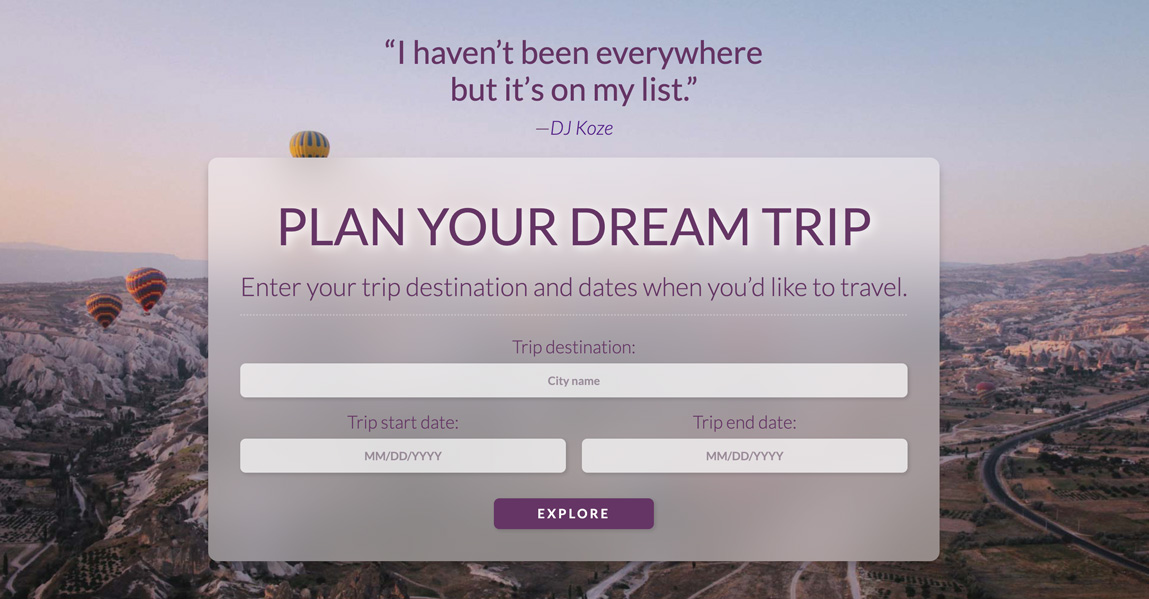 “I haven’t been everywhere
but it’s on my list.”
—DJ Koze
PLAN YOUR DREAM TRIP
Enter your trip destination and dates when you’d like to travel.
Trip destination:
City name
Trip start date:
Trip end date:
MM/DD/YYYY
MM/DD/YYYY
EXPLORE